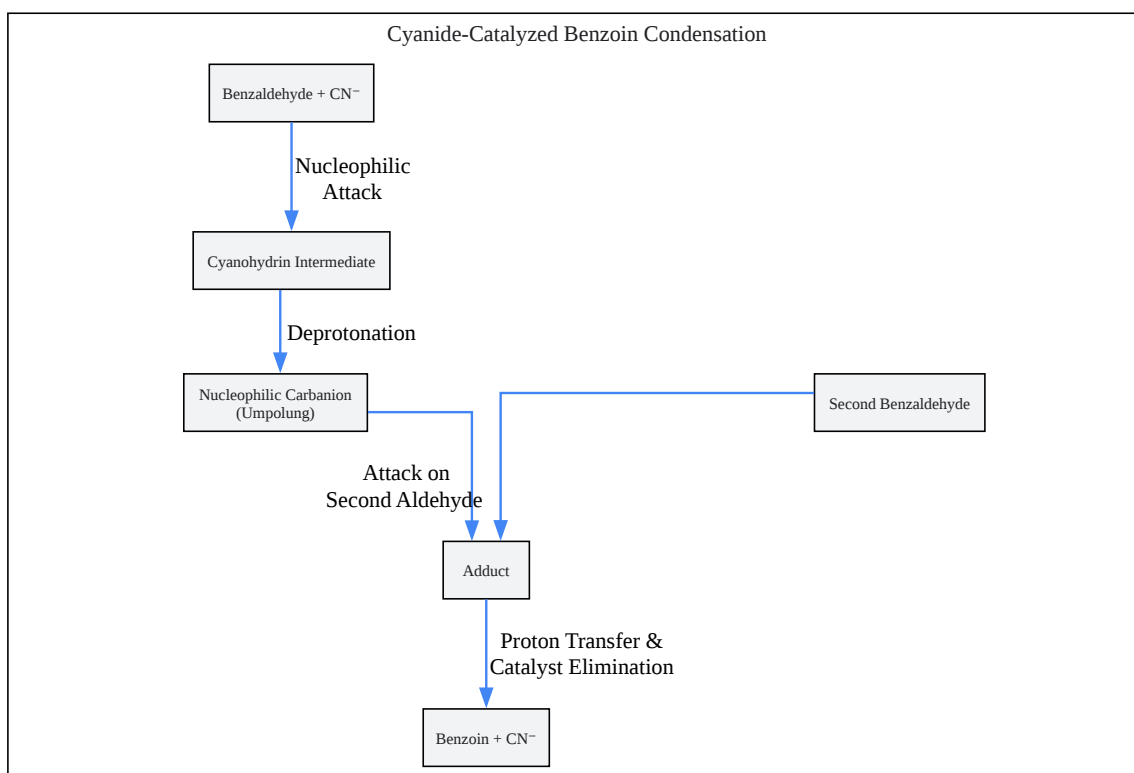 Cyanide-Catalyzed Benzoin Condensation
Benzaldehyde + CN⁻
Nucleophilic
Attack
Cyanohydrin Intermediate
Deprotonation
Nucleophilic Carbanion
(Umpolung)
Second Benzaldehyde
Attack on
Second Aldehyde
Adduct
Proton Transfer &
Catalyst Elimination
Benzoin + CN⁻